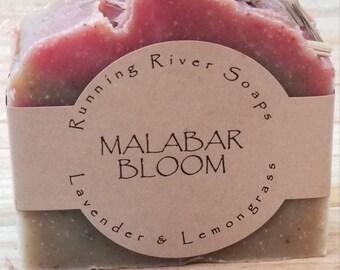 Running River Soaps
MALABAR
BLOOM
Lavender & Lemongrass